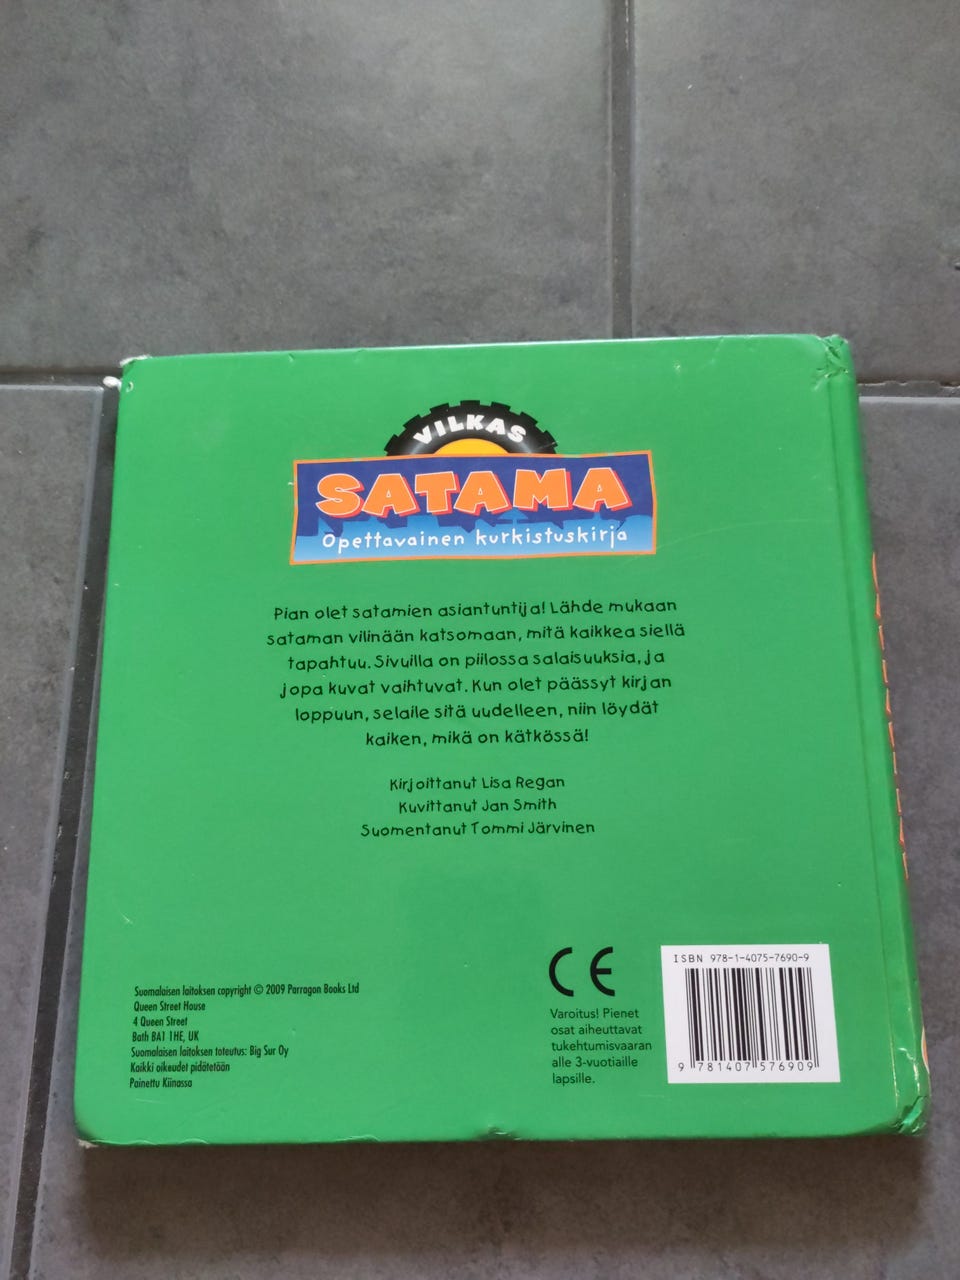 VILKAS
SATAMA
Opettavainen kurkistuskirja
Pian olet satamien asiantuntija! Lähde mukaan
sataman vilinään katsomaan, mitä kaikkea siellä
tapahtuu. Sivuilla on piilossa salaisuuksia, ja
jopa kuvat vaihtuvat. Kun olet päässyt kirjan
loppuun, selaile sitä uudelleen, niin löydät
kaiken, mikä on kätkössä!
Kirjoittanut Lisa Regan
Kuvittanut Jan Smith
Suomentanut Tommi Järvinen
Suomalaisen laitoksen copyright © 2009 Parragon Books Ltd
Queen Street House
4 Queen Street
Bath BA1 1HE, UK
Suomalaisen laitoksen toteutus: Big Sur Oy
Kaikki oikeudet pidätetään
Painettu Kiinassa
CE
Varoitus! Pienet
osat aiheuttavat
tukehtumisvaaran
alle 3-vuotiaille
lapsille.
ISBN 978-1-4075-7690-9
9 781407 576909